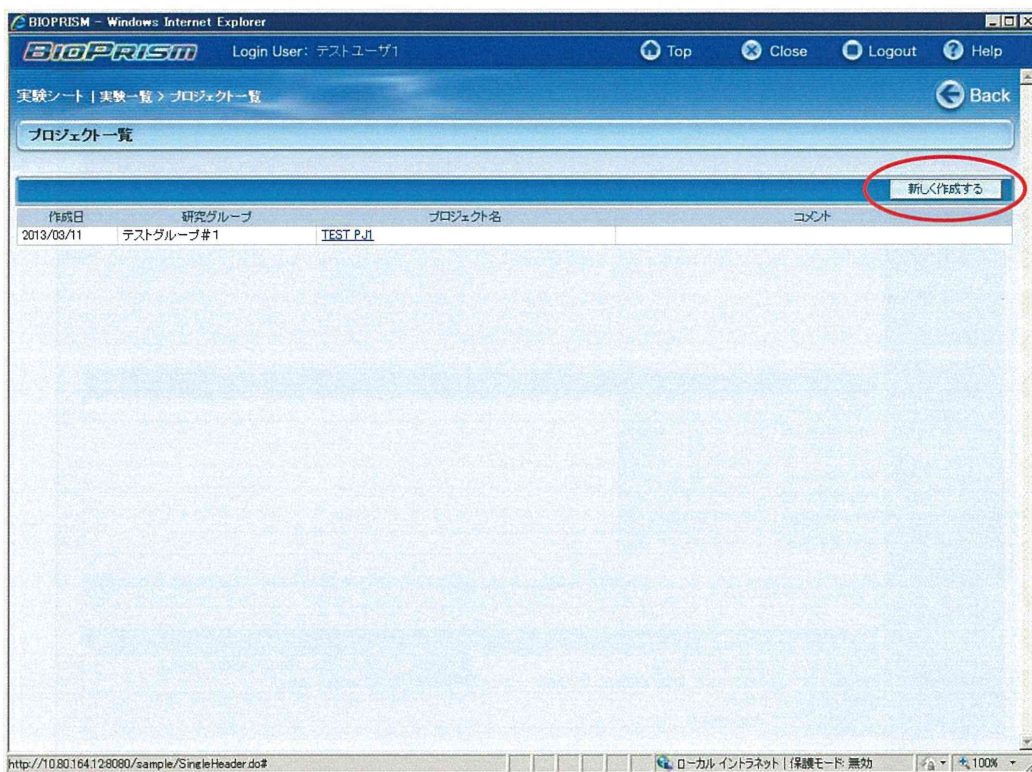 BIOPRISM - Windows Internet Explorer
BIOPRISM Login User: テストユーザ1 Top Close Logout Help
実験シート | 実験一覧 > プロジェクト一覧 Back
プロジェクト一覧
新しく作成する
作成日 研究グループ プロジェクト名 コメント
2013/03/11 テストグループ#1 TEST PJ1
http://10.80.164.12:8080/sample/SingleHeader.do# ローカル イントラネット | 保護モード: 無効 100%